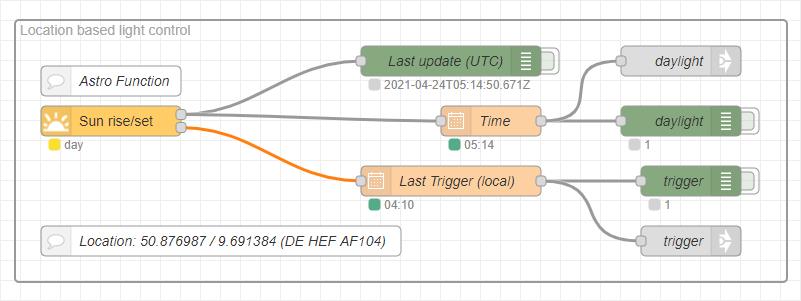 Location based light control
Last update (UTC)
daylight
Astro Function
2021-04-24T05:14:50.671Z
Sun rise/set
Time
daylight
day
05:14
1
Last Trigger (local)
trigger
04:10
1
Location: 50.876987 / 9.691384 (DE HEF AF104)
trigger